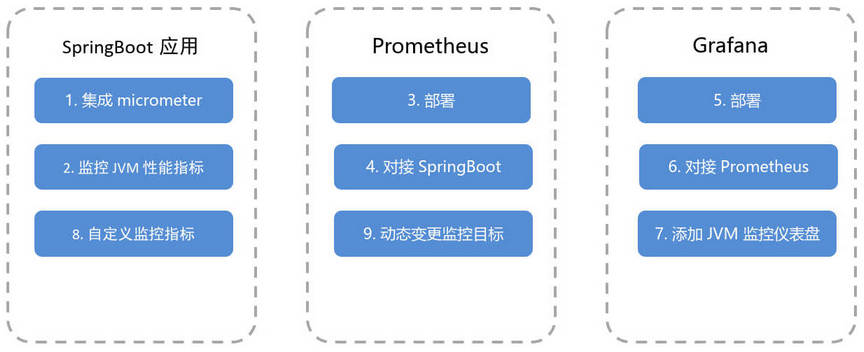 SpringBoot 应用
1. 集成 micrometer
2. 监控 JVM 性能指标
8. 自定义监控指标
Prometheus
3. 部署
4. 对接 SpringBoot
9. 动态变更监控目标
Grafana
5. 部署
6. 对接 Prometheus
7. 添加 JVM 监控仪表盘